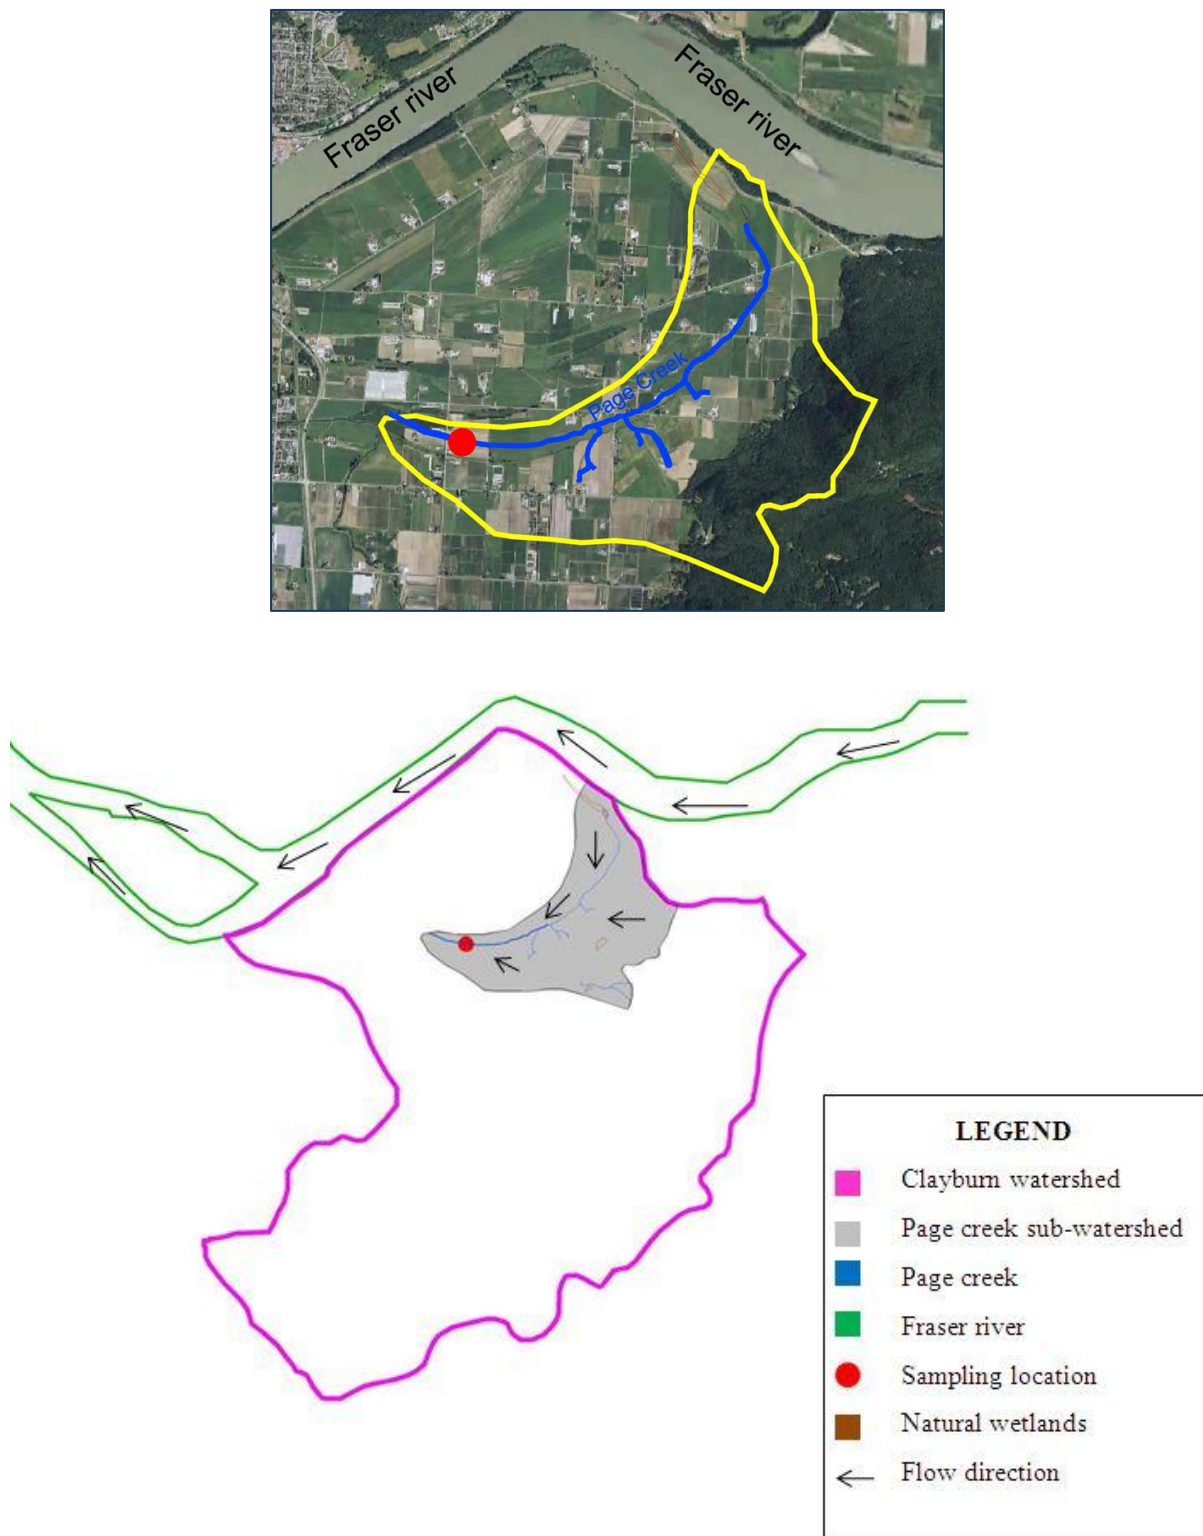 Fraser river
Fraser river
Page Creek
LEGEND
Clayburn watershed
Page creek sub-watershed
Page creek
Fraser river
Sampling location
Natural wetlands
Flow direction